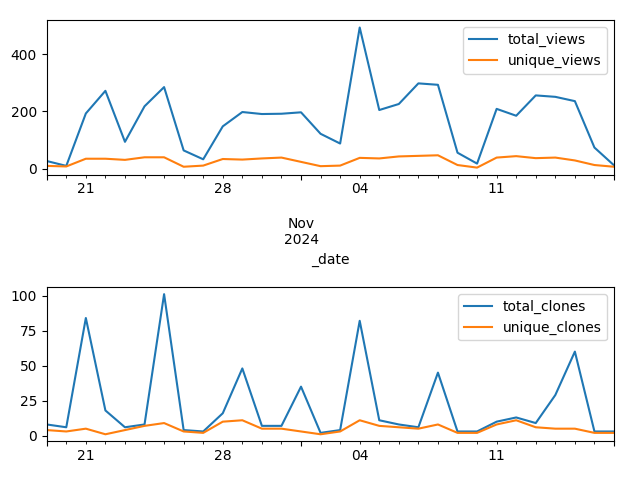 400
200
0
total_views
unique_views
21
28
04
11
Nov
2024
_date
100
75
50
25
0
total_clones
unique_clones
21
28
04
11